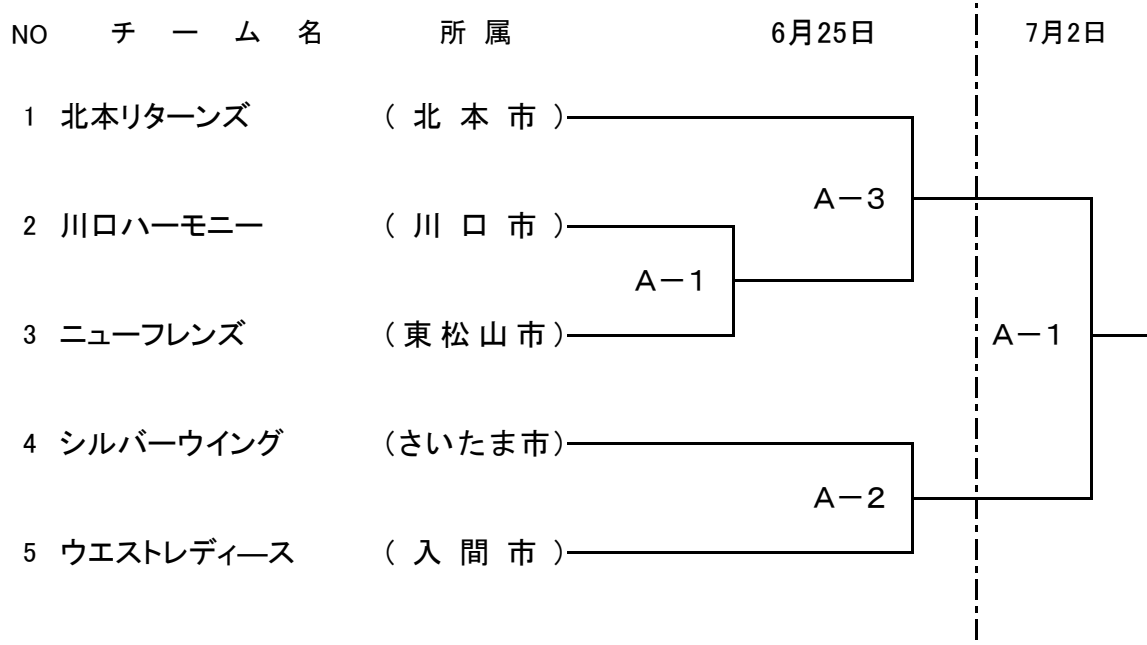 NO チーム名 所属 6月25日 7月2日
1 北本リターンズ (北本市)
A－3
2 川口ハーモニー (川口市)
A－1
3 ニューフレンズ (東松山市) A－1
4 シルバーウイング (さいたま市)
A－2
5 ウエストレディ―ス (入間市)